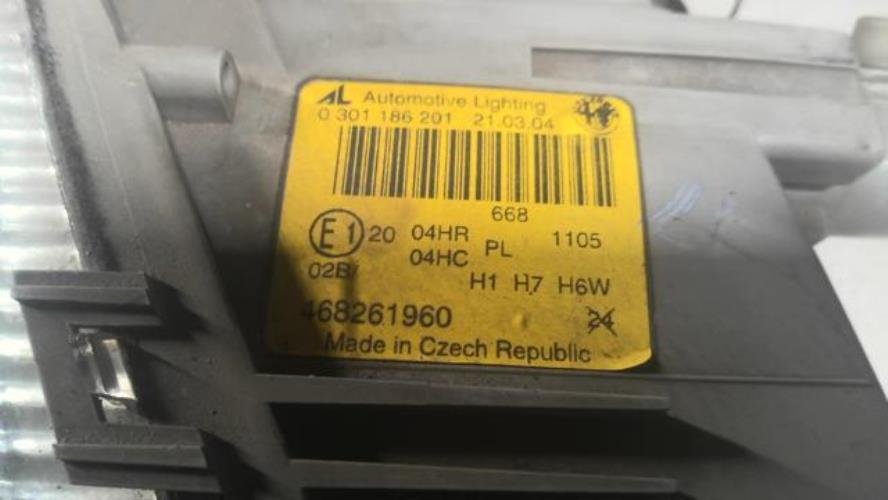 AL Automotive Lighting
0 301 186 201 21.03.04
668
E1 20 04HR PL 1105
04HC
02B/
H1 H7 H6W
468261960
24
Made in Czech Republic